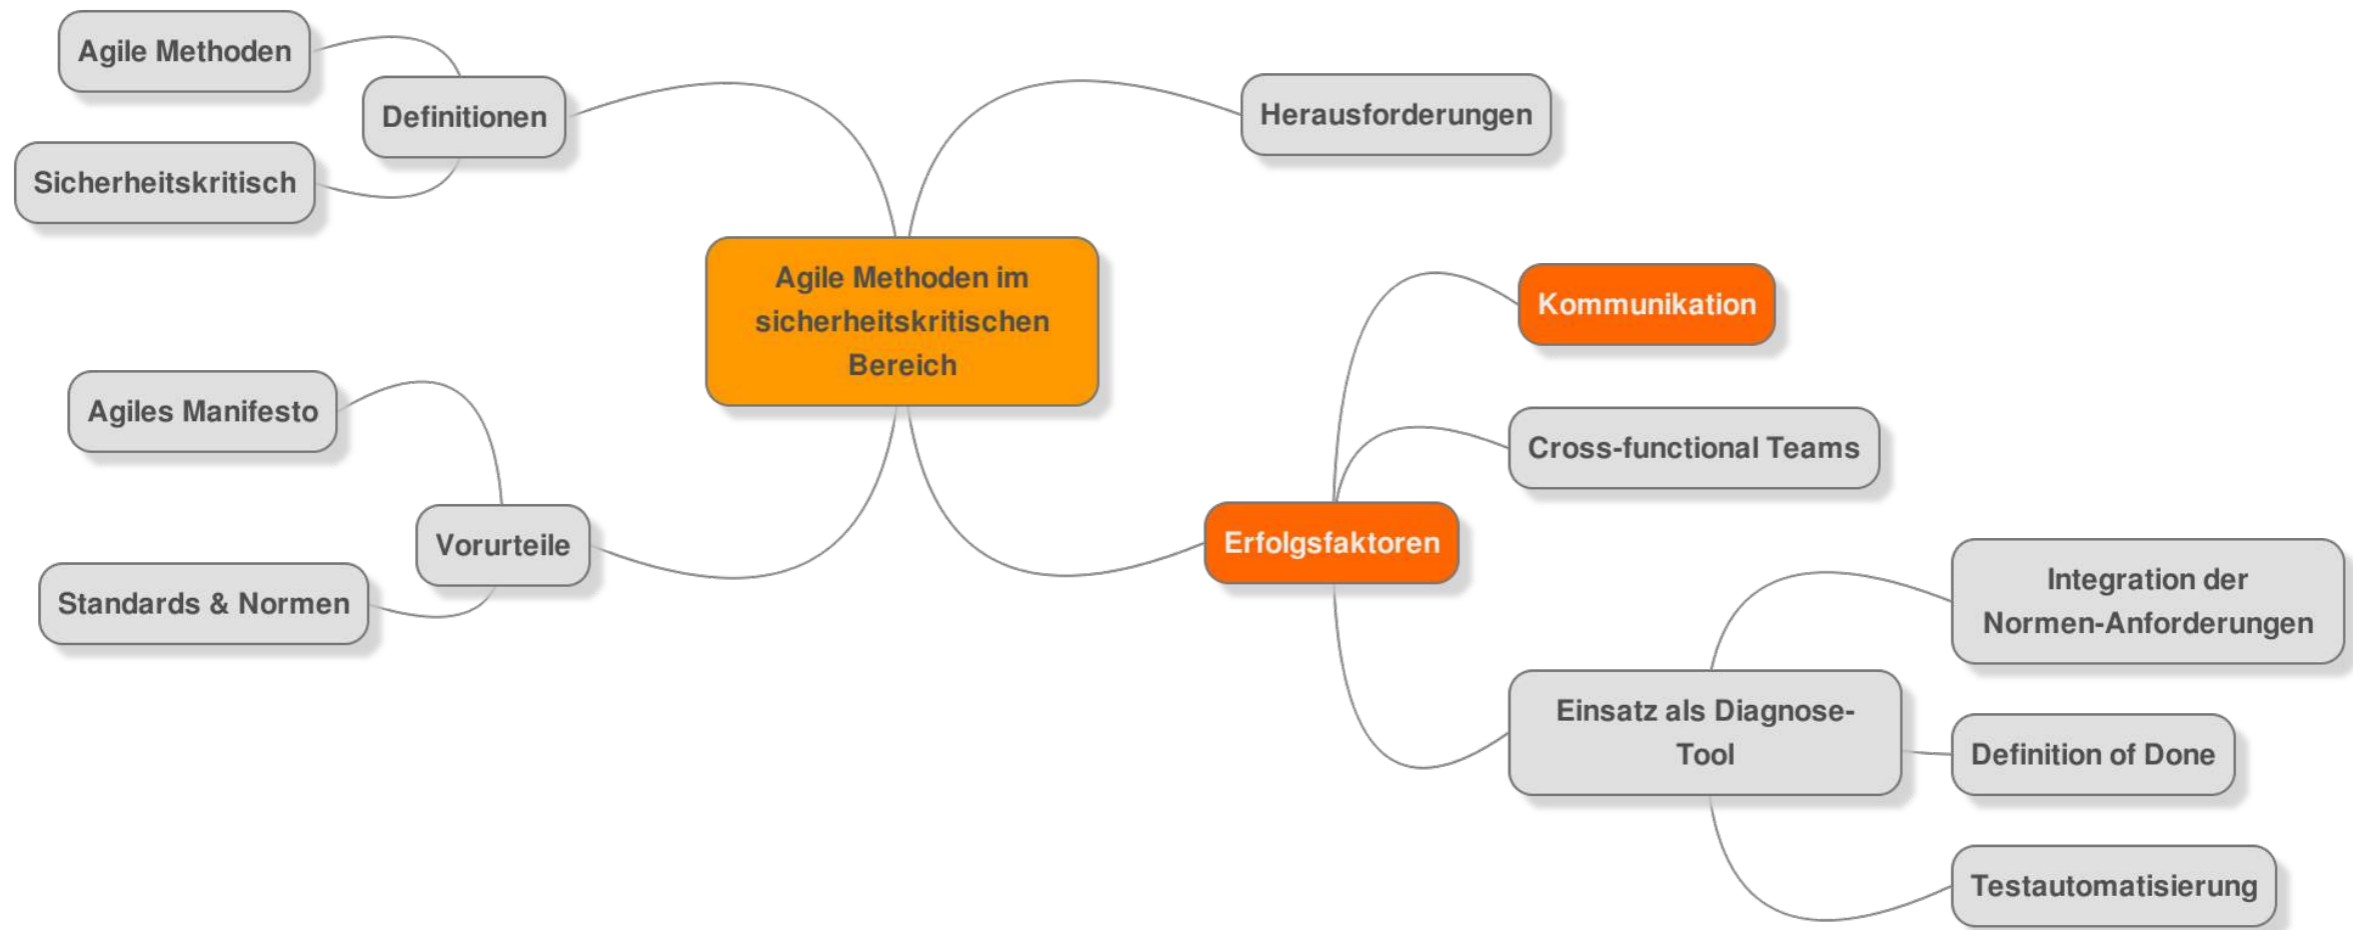 Agile Methoden
Definitionen
Sicherheitskritisch
Herausforderungen
Agile Methoden im
sicherheitskritischen
Bereich
Kommunikation
Cross-functional Teams
Agiles Manifesto
Vorurteile
Standards & Normen
Erfolgsfaktoren
Integration der
Normen-Anforderungen
Einsatz als Diagnose-
Tool
Definition of Done
Testautomatisierung